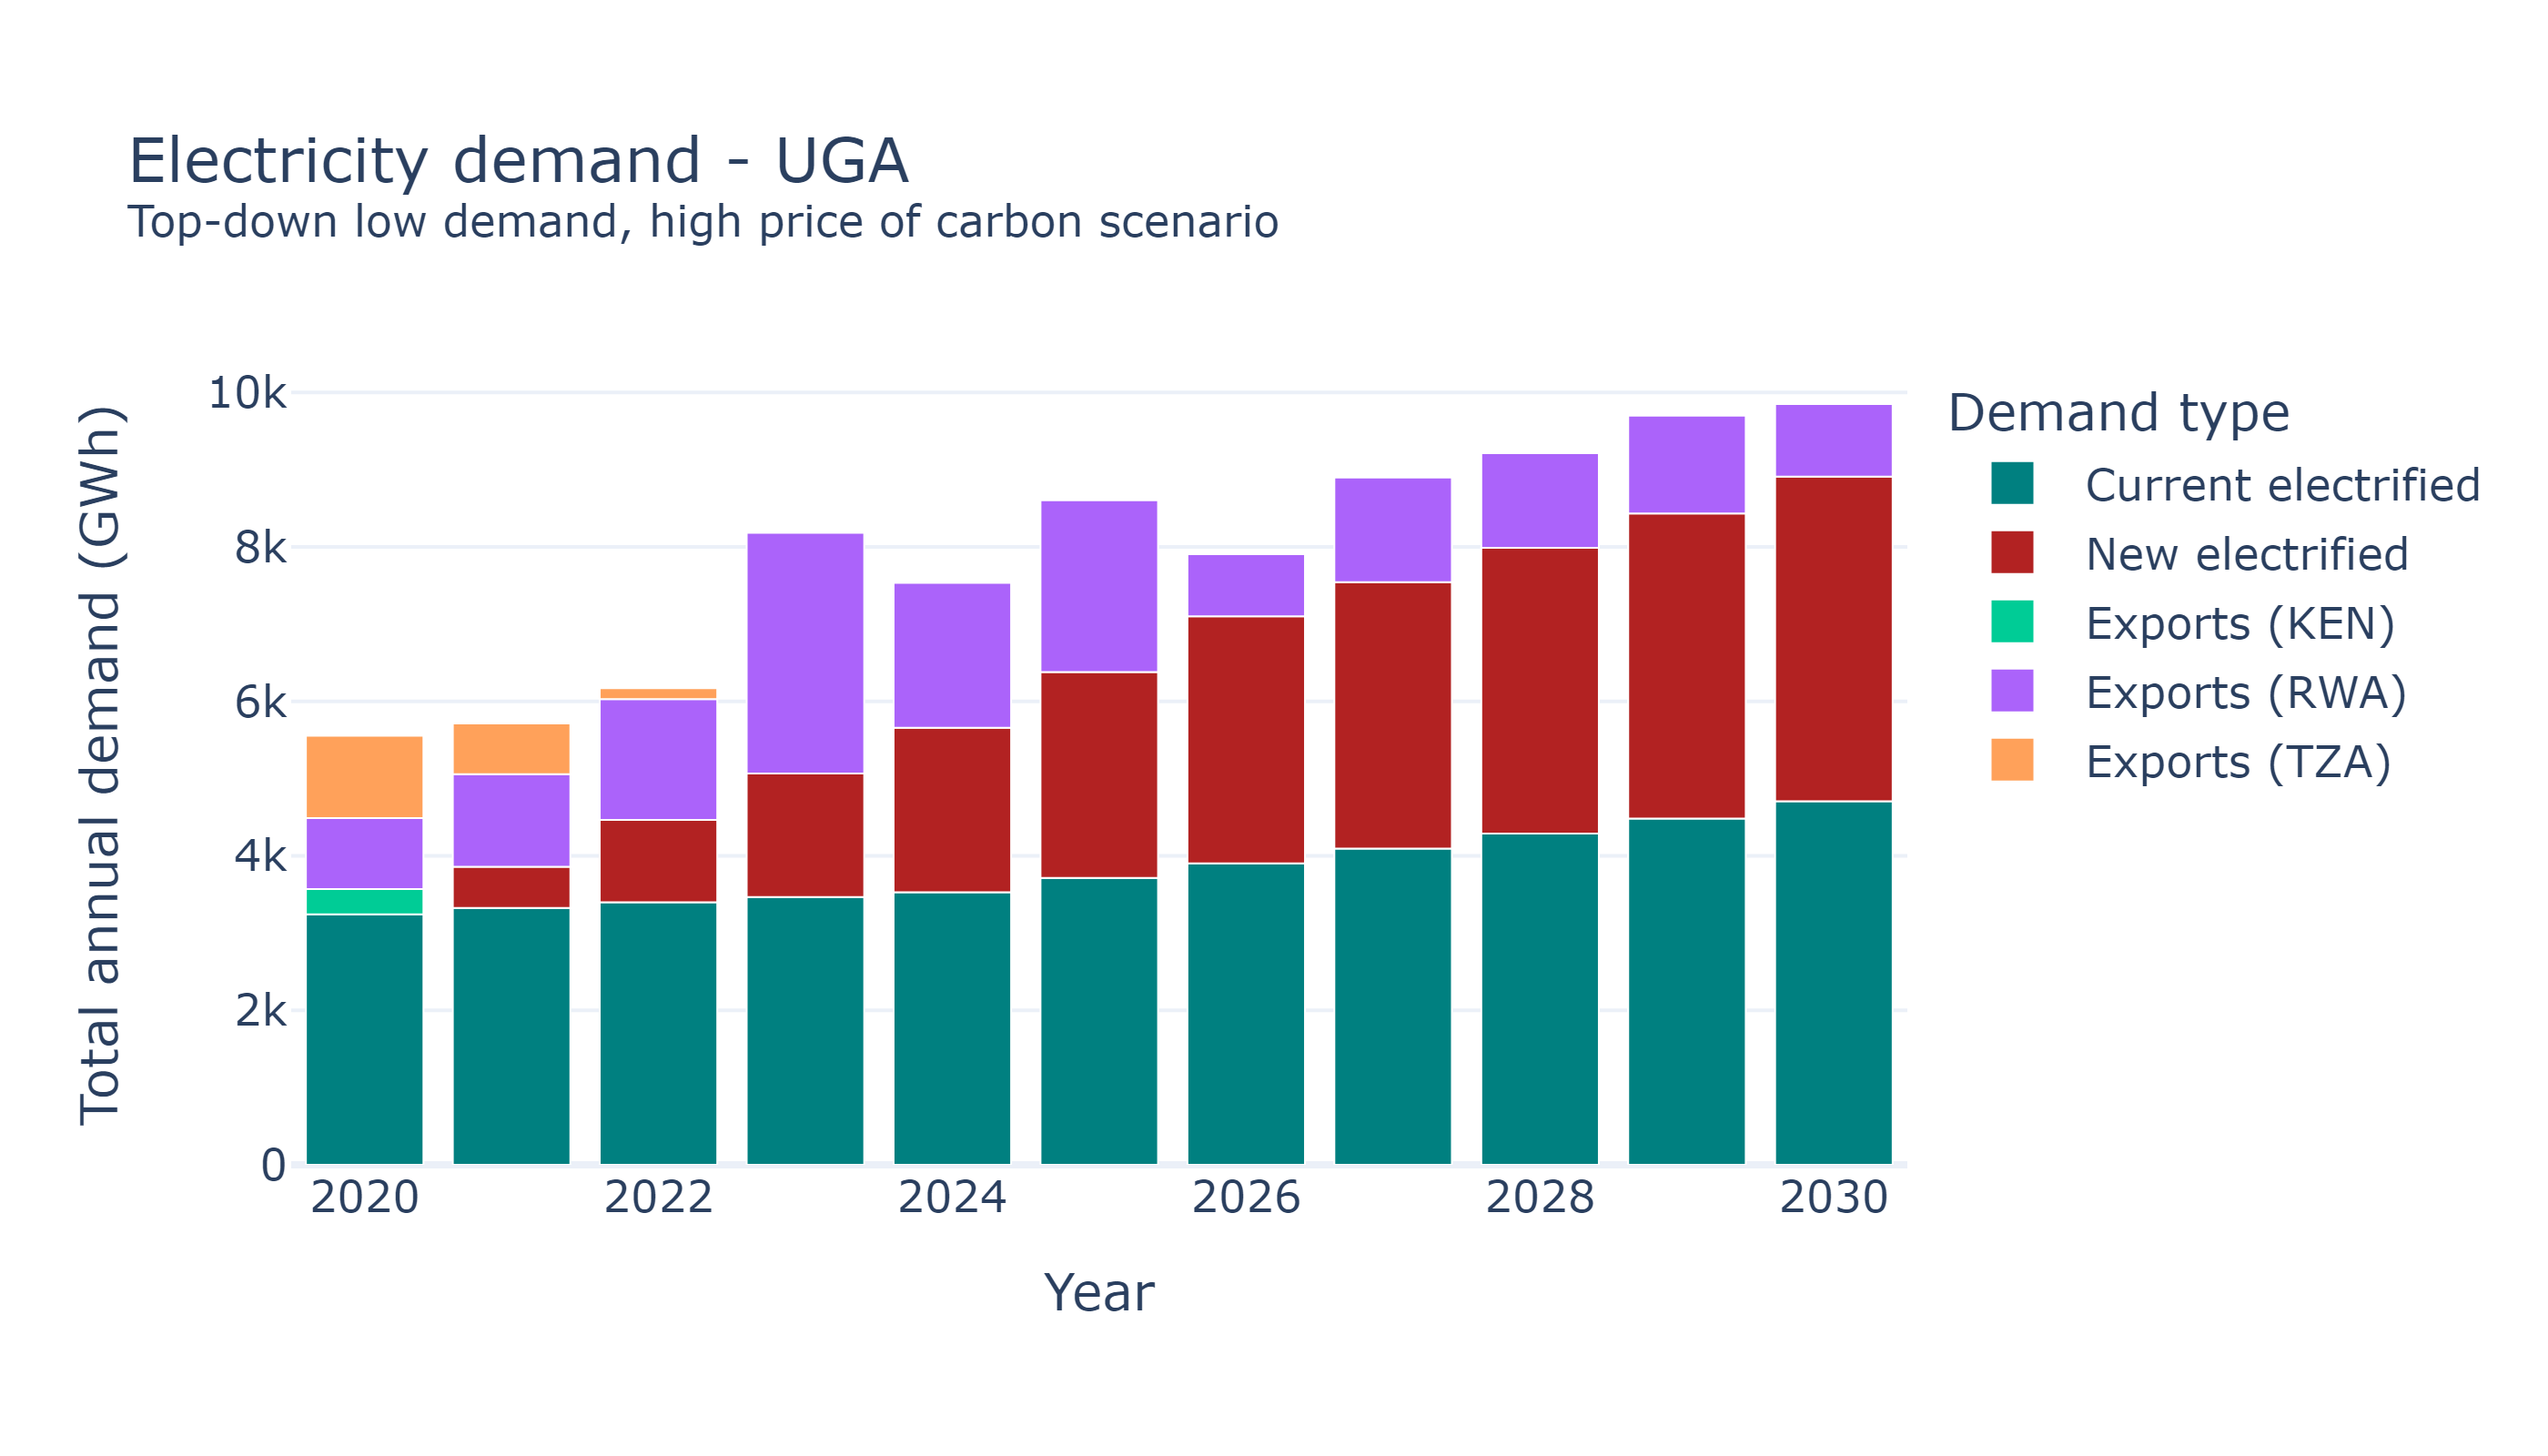 Electricity demand - UGA
Top-down low demand, high price of carbon scenario
Total annual demand (GWh)
10k
8k
6k
4k
2k
0
2020
2022
2024
2026
2028
2030
Year
Demand type
Current electrified
New electrified
Exports (KEN)
Exports (RWA)
Exports (TZA)